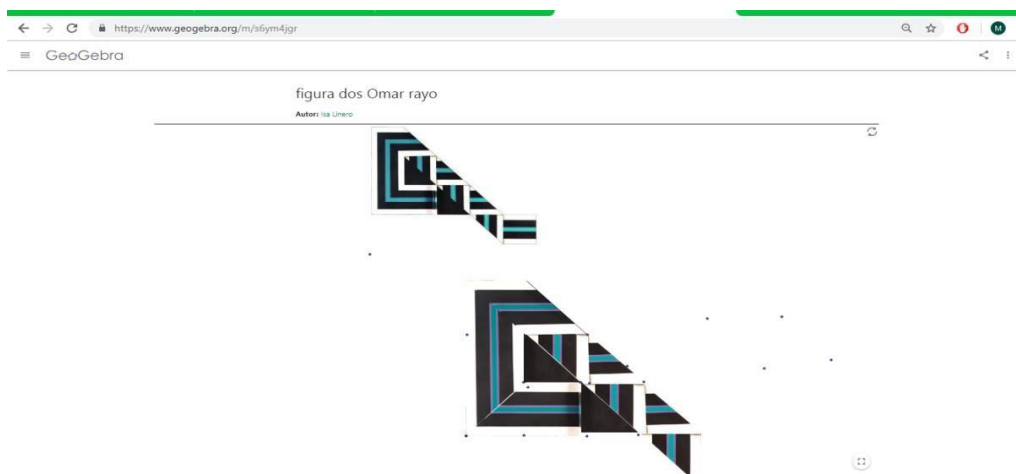 https://www.geogebra.org/m/s6ym4jgr
M
GeoGebra
figura dos Omar rayo
Autor: Isa Linero